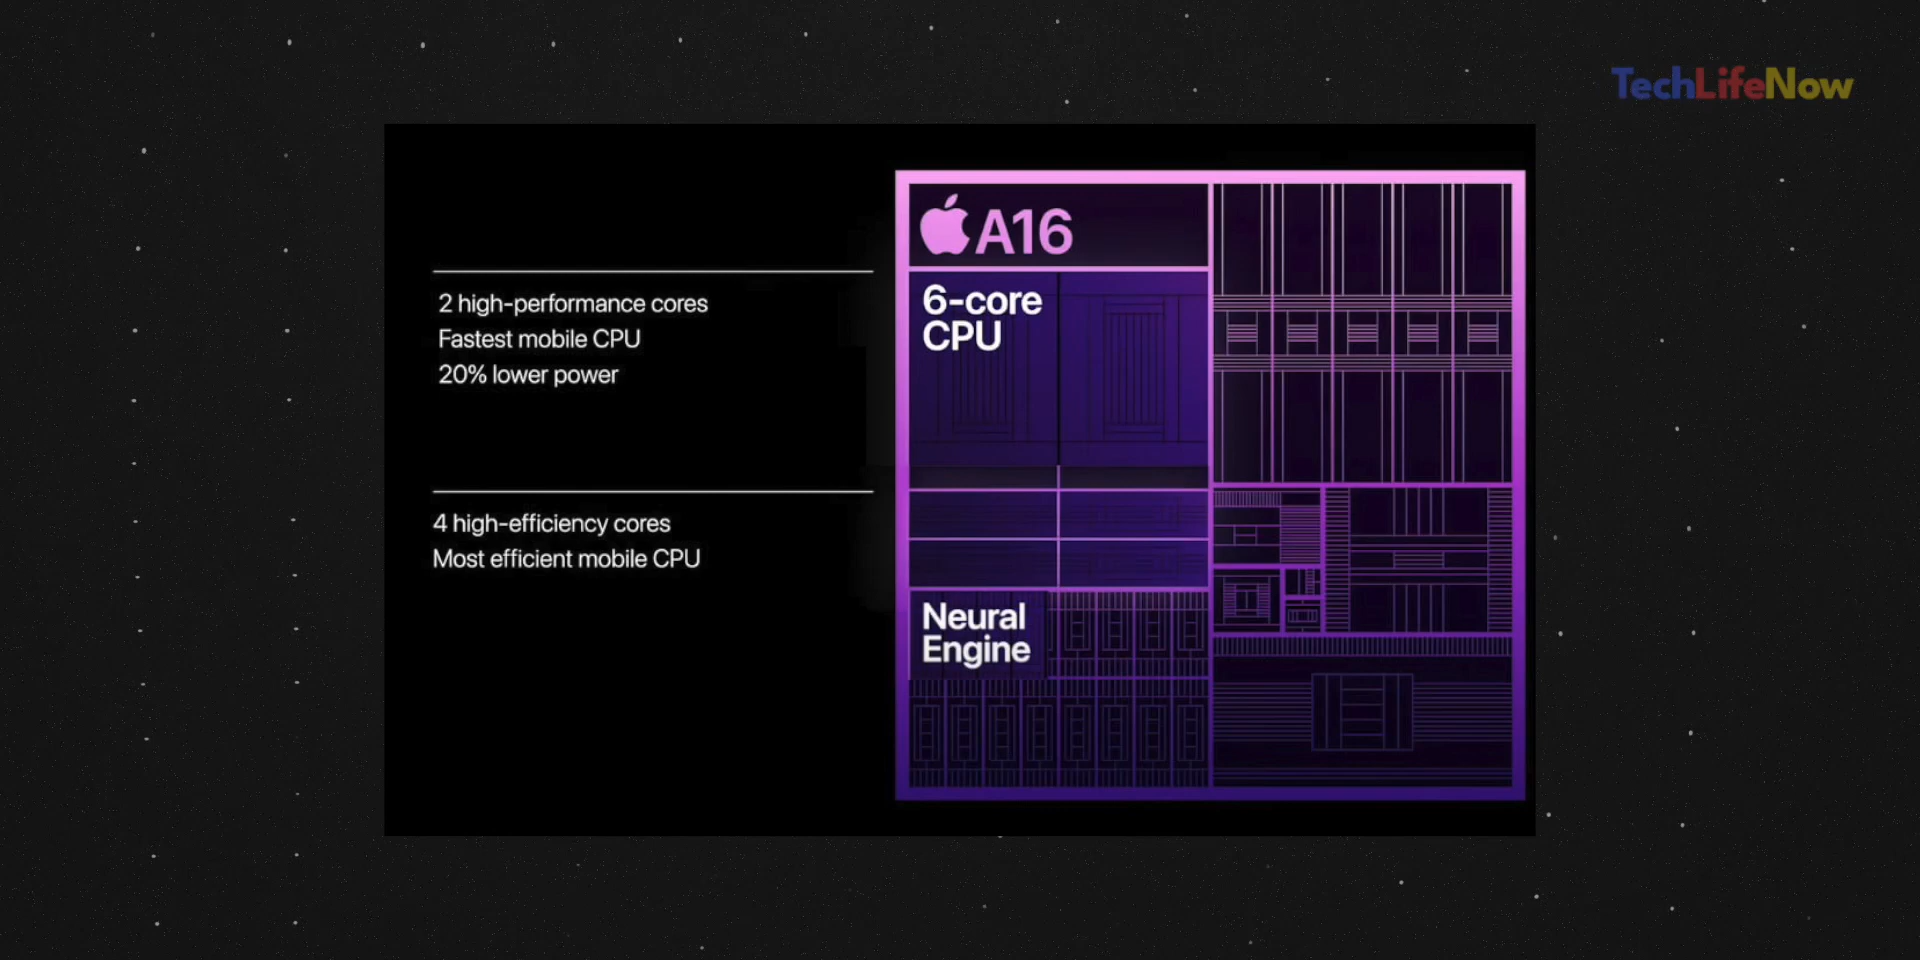 TechLifeNow
2 high-performance cores
Fastest mobile CPU
20% lower power
4 high-efficiency cores
Most efficient mobile CPU
A16
6-core
CPU
Neural
Engine